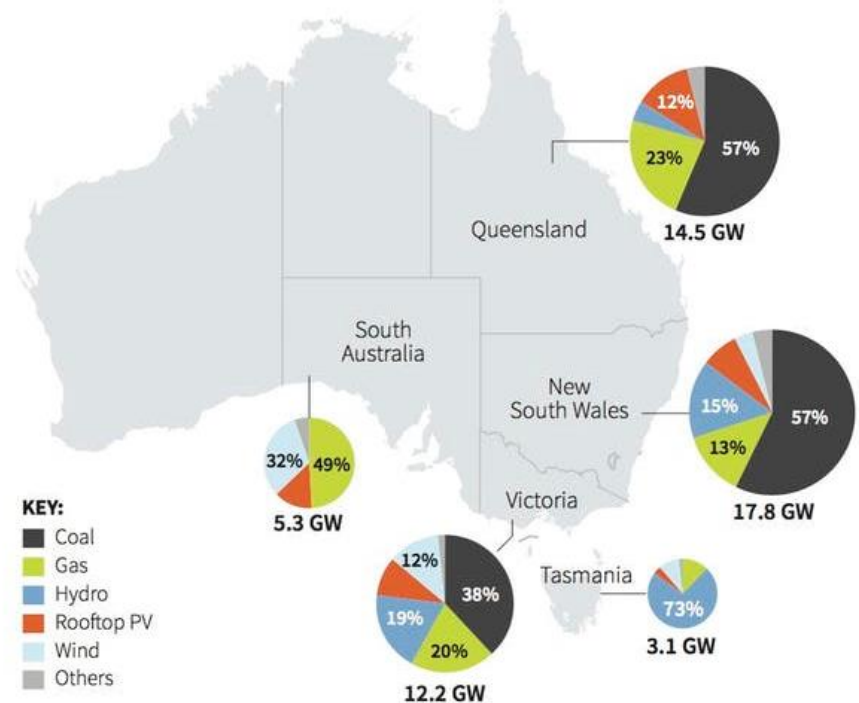 12%
23%
57%
14.5 GW
Queensland
South
Australia
New
South Wales
15%
13%
57%
17.8 GW
32%
49%
5.3 GW
Victoria
12%
38%
19%
20%
12.2 GW
Tasmania
73%
3.1 GW
KEY:
Coal
Gas
Hydro
Rooftop PV
Wind
Others